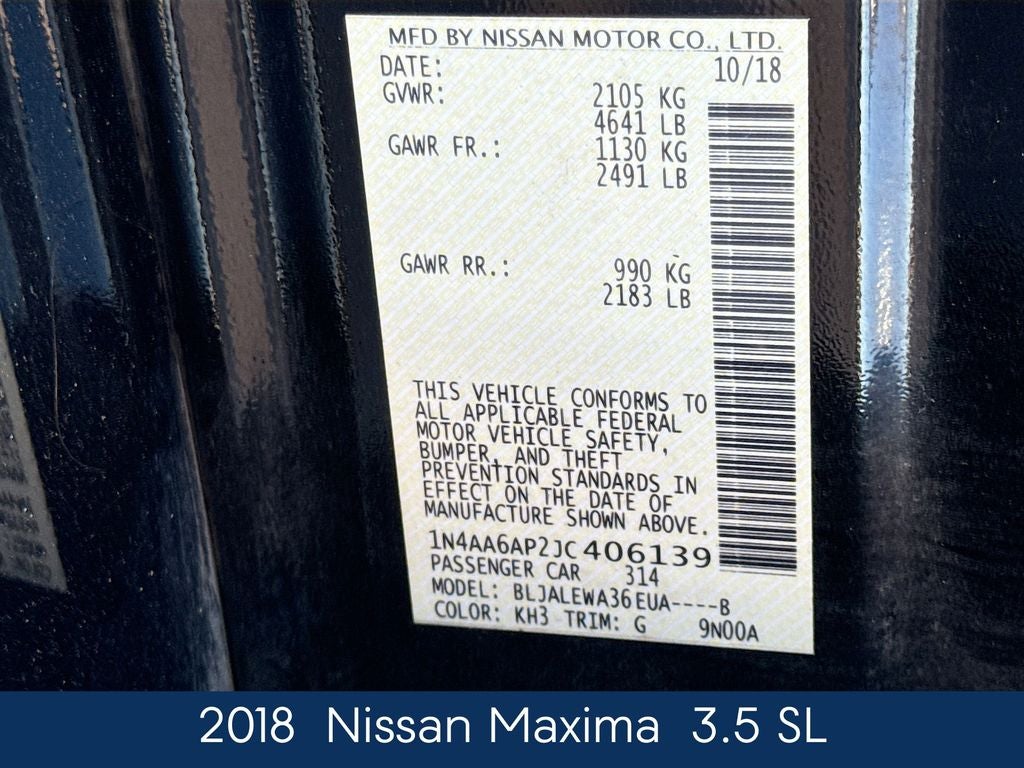 MFD BY NISSAN MOTOR CO., LTD.
DATE: 10/18
GVWR: 2105 KG
4641 LB
GAWR FR.: 1130 KG
2491 LB
GAWR RR.: 990 KG
2183 LB
THIS VEHICLE CONFORMS TO
ALL APPLICABLE FEDERAL
MOTOR VEHICLE SAFETY,
BUMPER, AND THEFT
PREVENTION STANDARDS IN
EFFECT ON THE DATE OF
MANUFACTURE SHOWN ABOVE.
1N4AA6AP2JC406139
PASSENGER CAR 314
MODEL: BLJALEWA36EUA----B
COLOR: KH3 TRIM: G 9N00A
2018 Nissan Maxima 3.5 SL